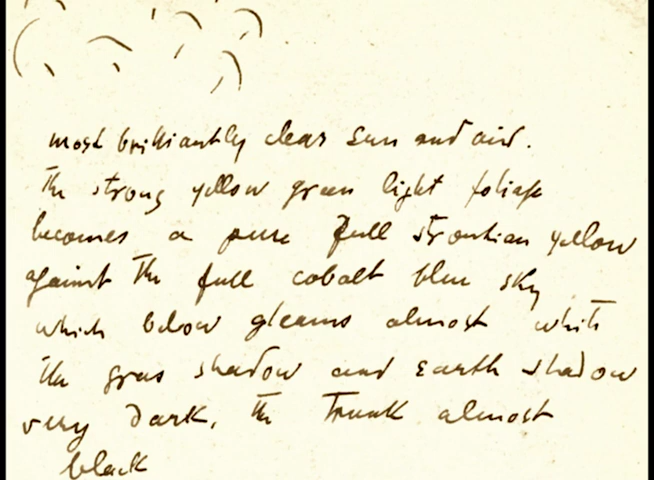 most brilliantly clear sun and air.
The strong yellow green light foliage
becomes a pure full strontian yellow
against the full cobalt blue sky
which below gleams almost white
the gras shadow and earth shadow
very dark, the trunk almost
black